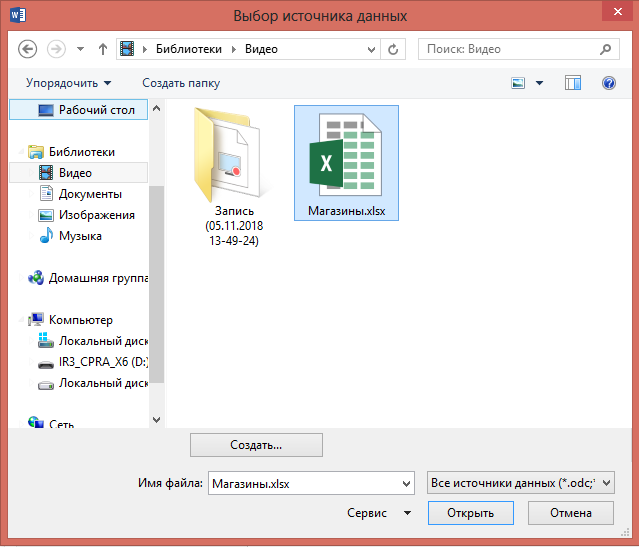 Выбор источника данных
Библиотеки Видео
Поиск: Видео
Упорядочить
Создать папку
Рабочий стол
Библиотеки
Видео
Документы
Изображения
Музыка
Домашняя группа
Компьютер
Локальный диск
IR3_CPRA_X6 (D:)
Локальный диск
Сеть
Запись
(05.11.2018
13-49-24)
Магазины.xlsx
Создать...
Имя файла:
Магазины.xlsx
Все источники данных (*.odc;*
Сервис
Открыть
Отмена